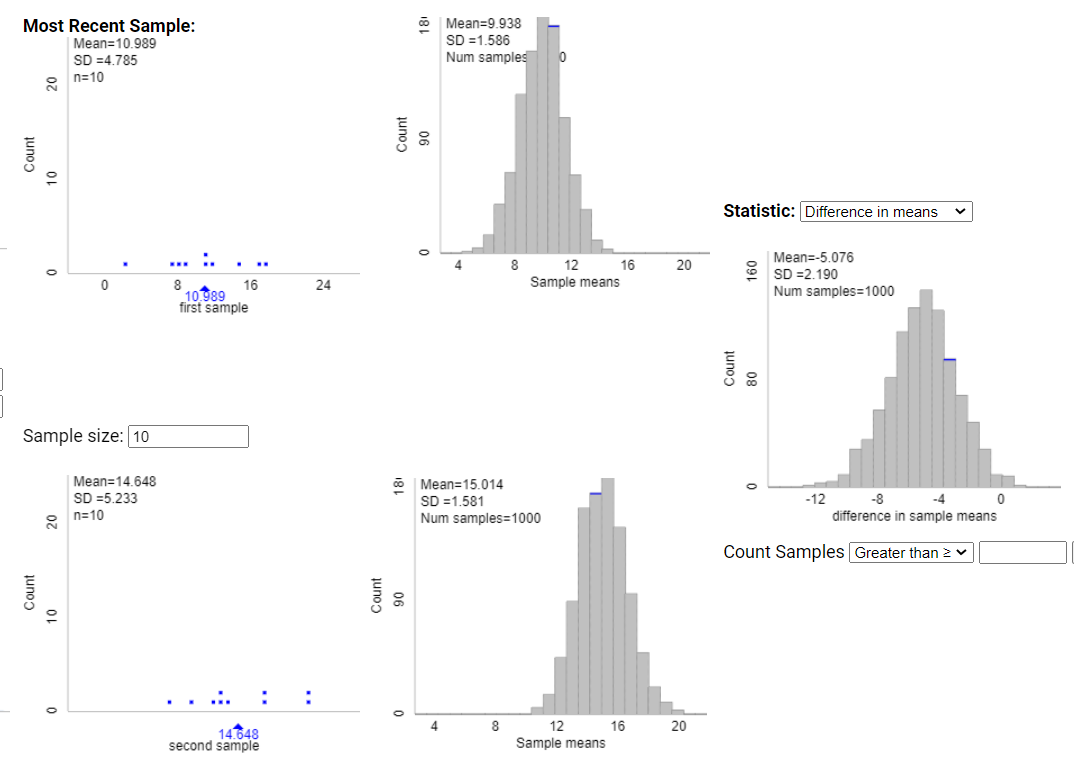 Most Recent Sample:
Mean=10.989
SD =4.785
n=10
Count
20
10
0
0 8 16 24
10.989
first sample
Mean=9.938
SD =1.586
Num samples 0
Count
18
90
0
4 8 12 16 20
Sample means
Statistic: Difference in means
Mean=-5.076
SD =2.190
Num samples=1000
Count
160
80
0
-12 -8 -4 0
difference in sample means
Count Samples Greater than ≥
Sample size: 10
Mean=14.648
SD =5.233
n=10
Count
20
10
0
14.648
second sample
Mean=15.014
SD =1.581
Num samples=1000
Count
18
90
0
4 8 12 16 20
Sample means